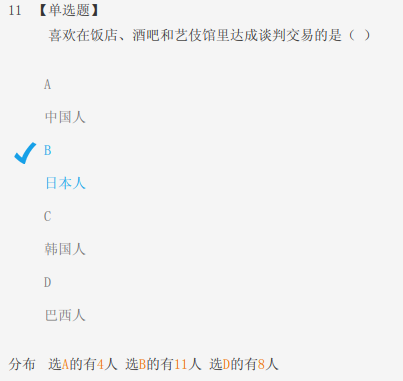 11 【单选题】
喜欢在饭店、酒吧和艺伎馆里达成谈判交易的是（ ）
A
中国人
B
日本人
C
韩国人
D
巴西人
分布 选A的有4人 选B的有11人 选D的有8人